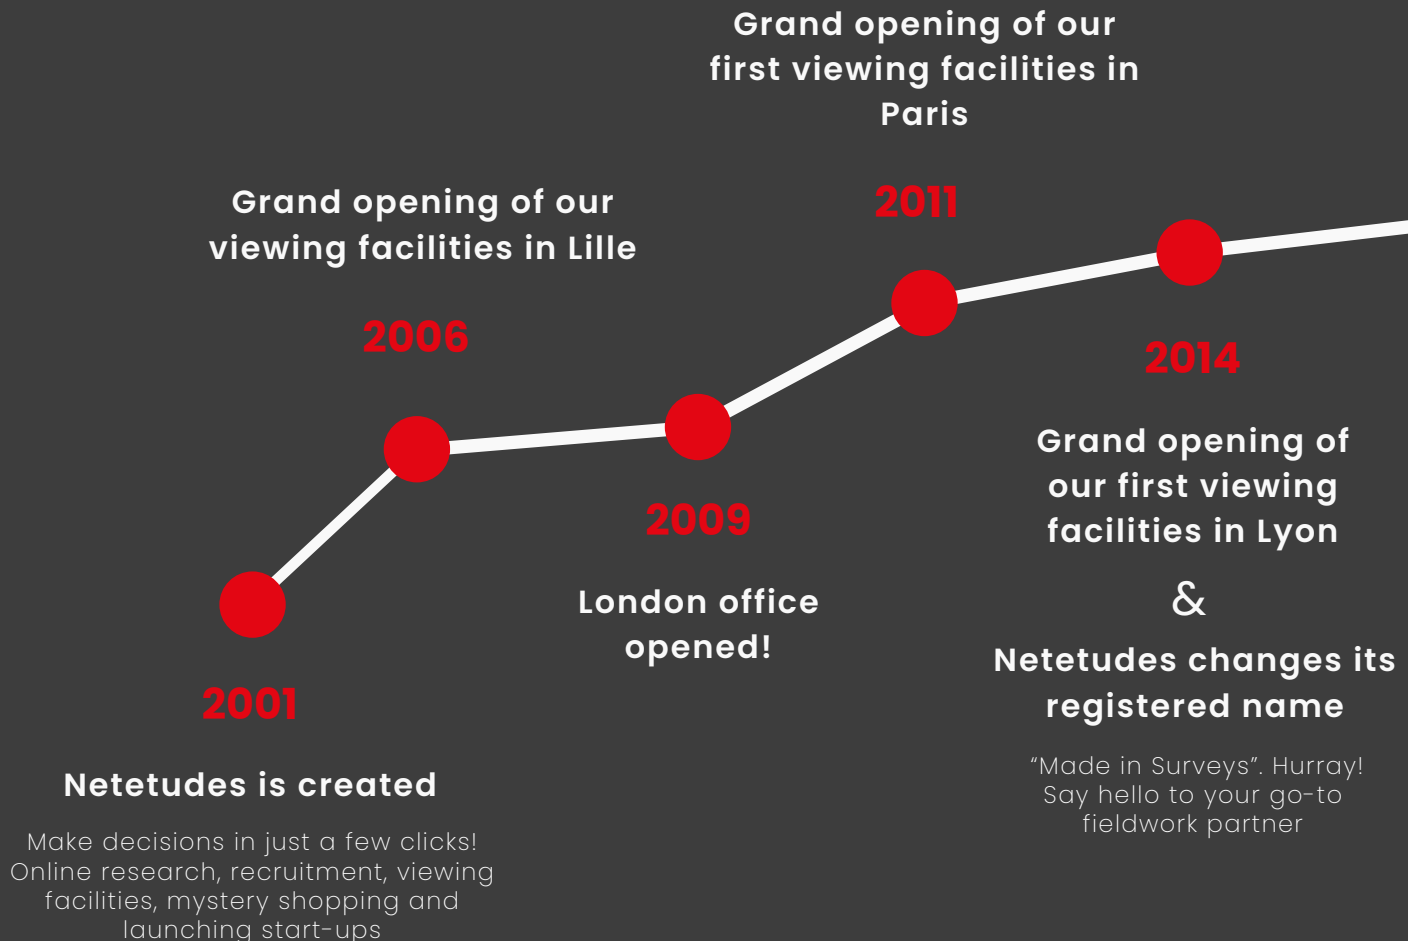 Grand opening of our
first viewing facilities in
Paris
2011
Grand opening of our
viewing facilities in Lille
2006
2014
Grand opening of
our first viewing
facilities in Lyon
&
Netetudes changes its
registered name
“Made in Surveys”. Hurray!
Say hello to your go-to
fieldwork partner
2009
London office
opened!
2001
Netetudes is created
Make decisions in just a few clicks!
Online research, recruitment, viewing
facilities, mystery shopping and
launching start-ups